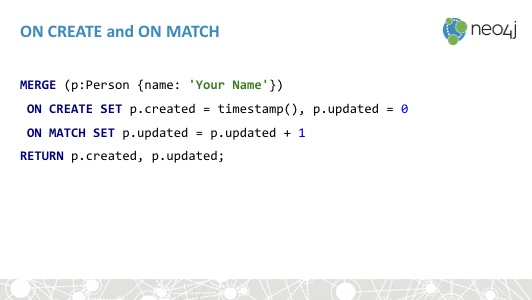 ON CREATE and ON MATCH
neo4j
MERGE (p:Person {name: 'Your Name'})
ON CREATE SET p.created = timestamp(), p.updated = 0
ON MATCH SET p.updated = p.updated + 1
RETURN p.created, p.updated;